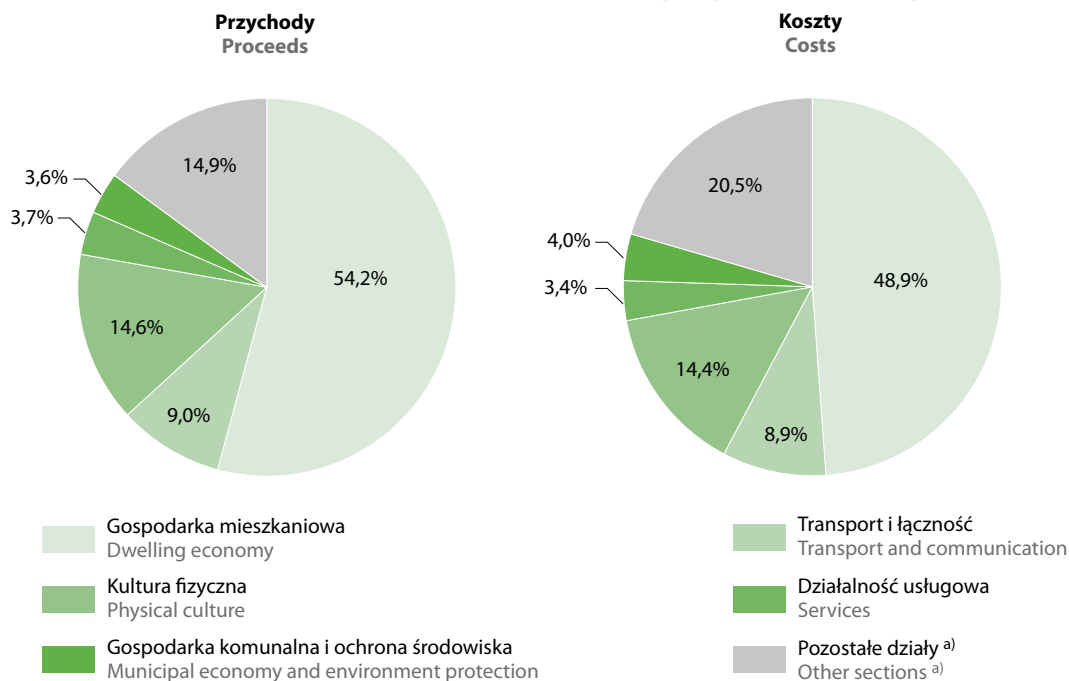 Przychody
Proceeds
14,9%
3,6%
3,7%
54,2%
14,6%
9,0%
Koszty
Costs
20,5%
4,0%
3,4%
48,9%
14,4%
8,9%
Gospodarka mieszkaniowa
Dwelling economy
Kultura fizyczna
Physical culture
Gospodarka komunalna i ochrona środowiska
Municipal economy and environment protection
Transport i łączność
Transport and communication
Działalność usługowa
Services
Pozostałe działy a)
Other sections a)